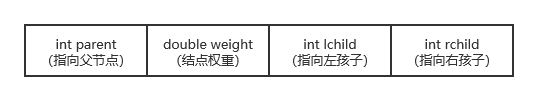 int parent
(指向父节点)
double weight
(结点权重)
int lchild
(指向左孩子)
int rchild
(指向右孩子)